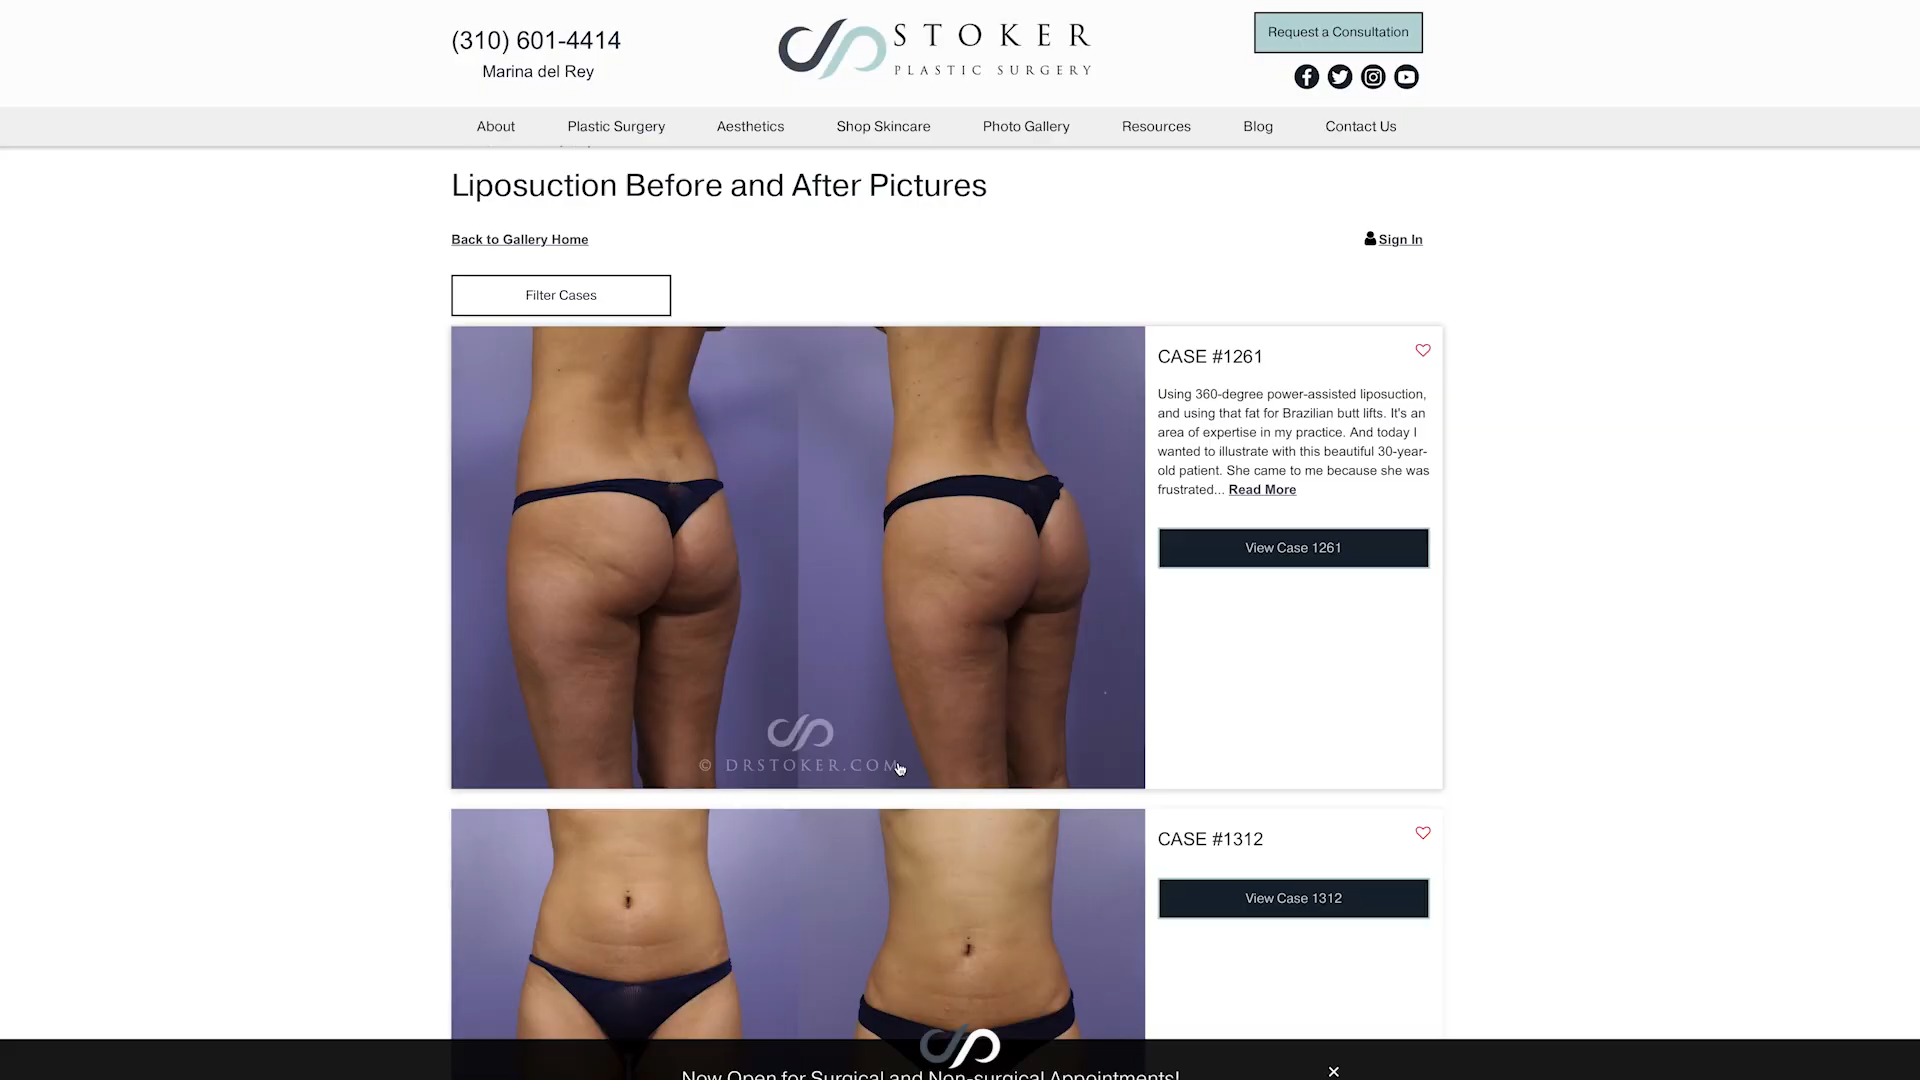 (310) 601-4414
Marina del Rey
STOKER
PLASTIC SURGERY
Request a Consultation
About Plastic Surgery Aesthetics Shop Skincare Photo Gallery Resources Blog Contact Us
Liposuction Before and After Pictures
Back to Gallery Home
Sign In
Filter Cases
CASE #1261
Using 360-degree power-assisted liposuction,
and using that fat for Brazilian butt lifts. It's an
area of expertise in my practice. And today I
wanted to illustrate with this beautiful 30-year-
old patient. She came to me because she was
frustrated... Read More
View Case 1261
© DRSTOKER.COM
CASE #1312
View Case 1312
Now Open for Surgical and Non-surgical Appointments!